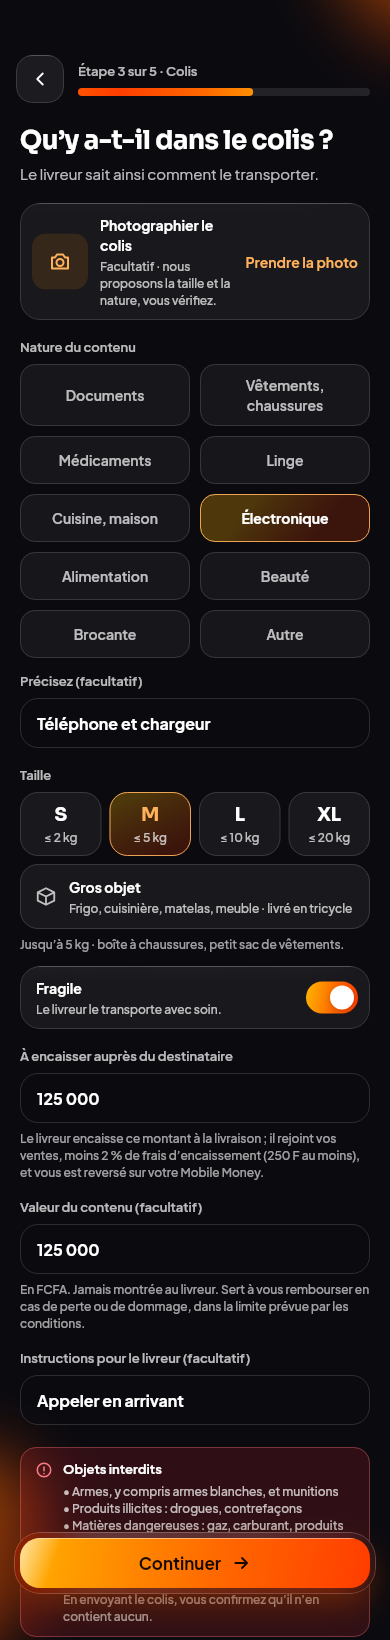 Étape 3 sur 5 · Colis
Qu’y a-t-il dans le colis ?
Le livreur sait ainsi comment le transporter.
Photographier le
colis
Facultatif · nous
proposons la taille et la
nature, vous vérifiez.
Prendre la photo
Nature du contenu
Documents
Vêtements,
chaussures
Médicaments
Linge
Cuisine, maison
Électronique
Alimentation
Beauté
Brocante
Autre
Précisez (facultatif)
Téléphone et chargeur
Taille
S
≤ 2 kg
M
≤ 5 kg
L
≤ 10 kg
XL
≤ 20 kg
Gros objet
Frigo, cuisinière, matelas, meuble · livré en tricycle
Jusqu’à 5 kg · boîte à chaussures, petit sac de vêtements.
Fragile
Le livreur le transporte avec soin.
À encaisser auprès du destinataire
125 000
Le livreur encaisse ce montant à la livraison ; il rejoint vos
ventes, moins 2 % de frais d’encaissement (250 F au moins),
et vous est reversé sur votre Mobile Money.
Valeur du contenu (facultatif)
125 000
En FCFA. Jamais montrée au livreur. Sert à vous rembourser en
cas de perte ou de dommage, dans la limite prévue par les
conditions.
Instructions pour le livreur (facultatif)
Appeler en arrivant
Objets interdits
• Armes, y compris armes blanches, et munitions
• Produits illicites : drogues, contrefaçons
• Matières dangereuses : gaz, carburant, produits
Continuer →
En envoyant le colis, vous confirmez qu’il n’en
contient aucun.